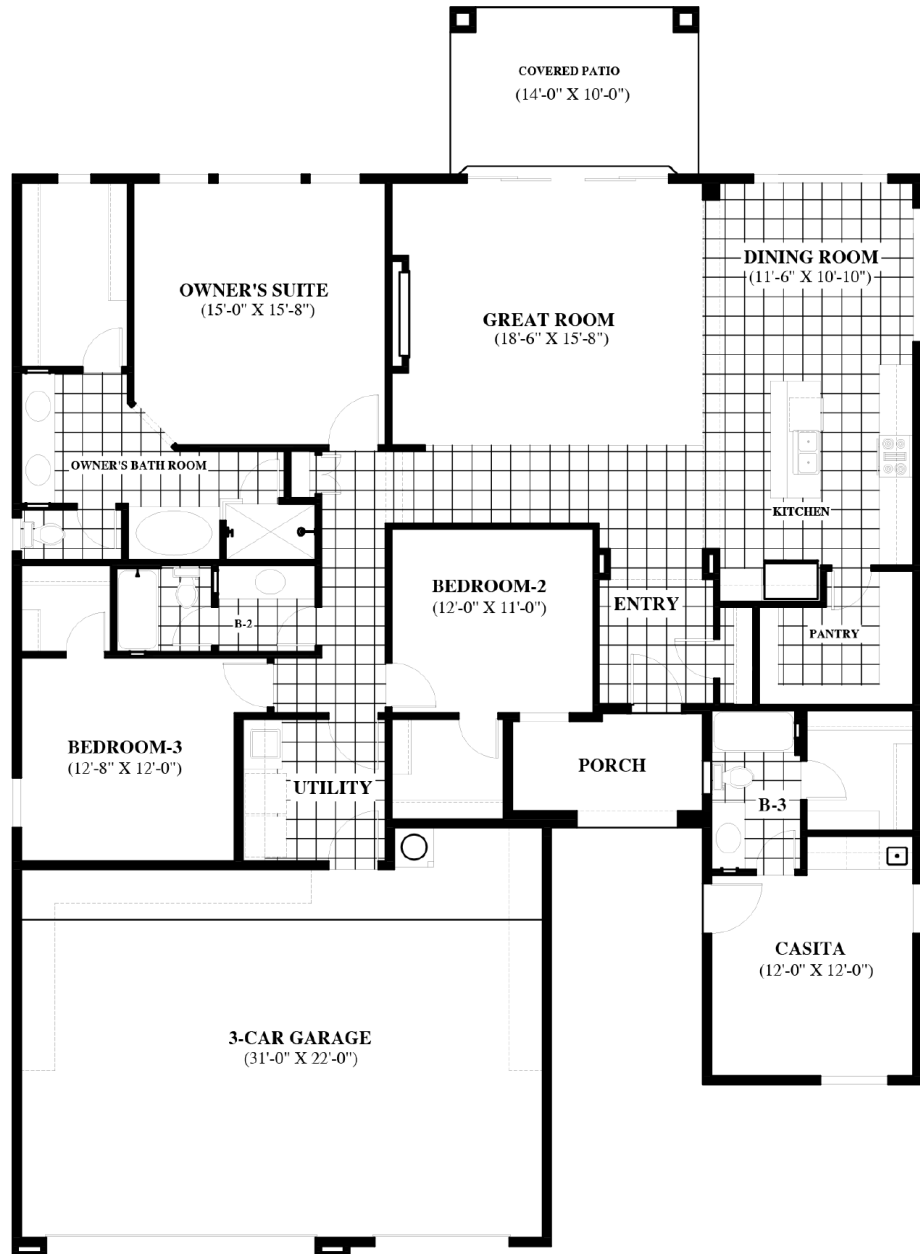 COVERED PATIO
(14'-0" X 10'-0")
DINING ROOM
(11'-6" X 10'-10")
OWNER'S SUITE
(15'-0" X 15'-8")
GREAT ROOM
(18'-6" X 15'-8")
OWNER'S BATH ROOM
KITCHEN
BEDROOM-2
(12'-0" X 11'-0")
ENTRY
B-2
PANTRY
BEDROOM-3
(12'-8" X 12'-0")
PORCH
UTILITY
B-3
CASITA
(12'-0" X 12'-0")
3-CAR GARAGE
(31'-0" X 22'-0")